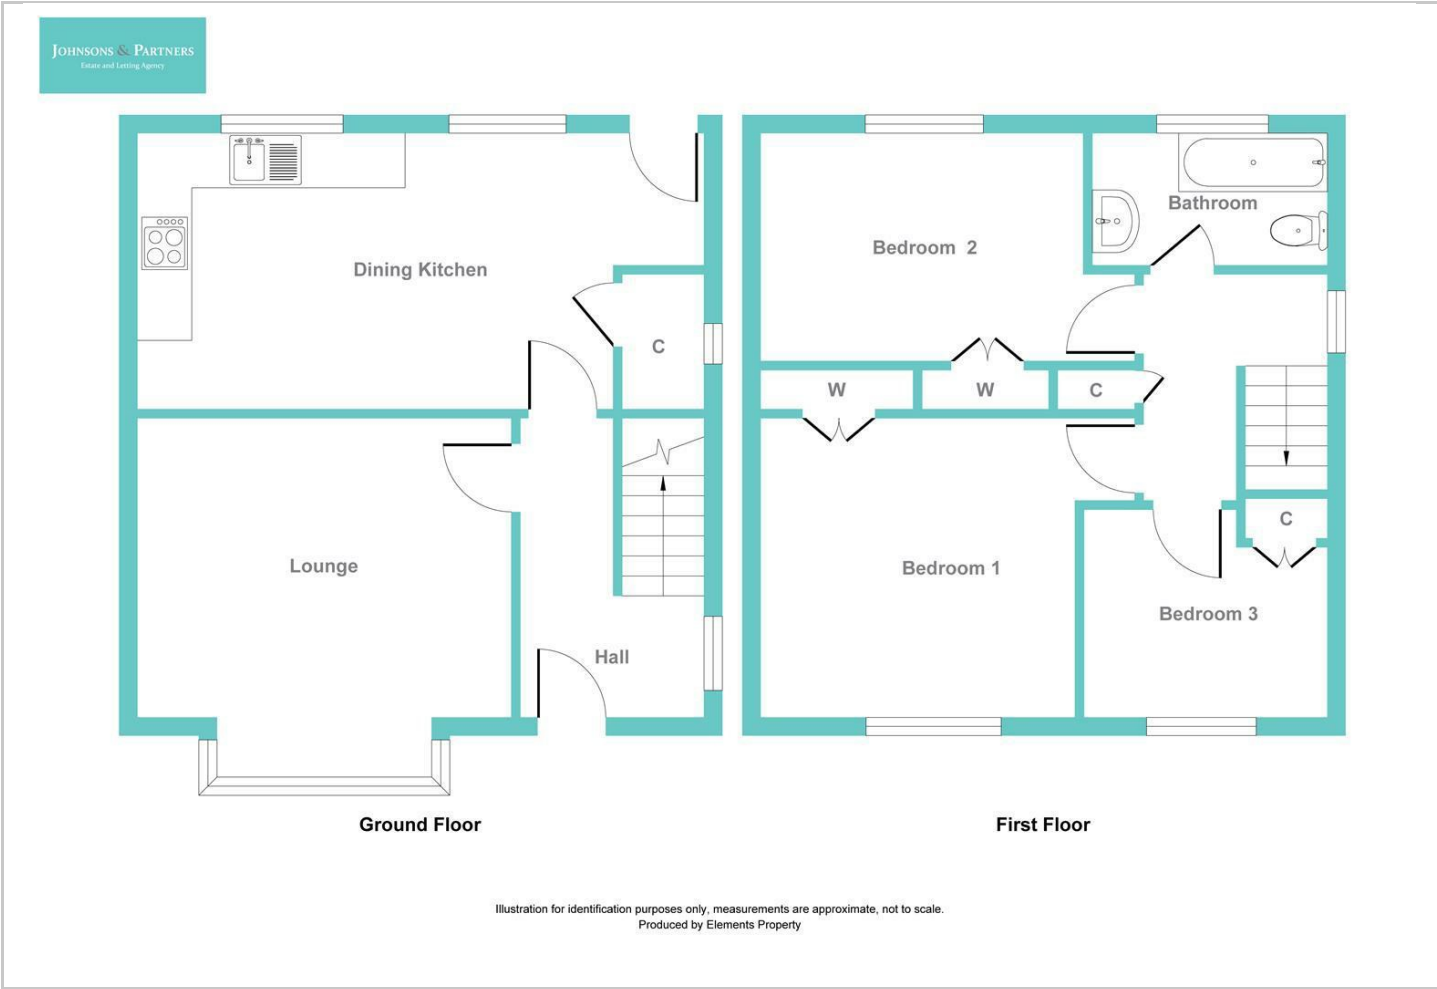 JOHNSONS & PARTNERS
Estate and Letting Agency
Dining Kitchen
C
Lounge
Hall
Ground Floor
Bedroom 2
Bathroom
W
W
C
Bedroom 1
C
Bedroom 3
First Floor
Illustration for identification purposes only, measurements are approximate, not to scale.
Produced by Elements Property